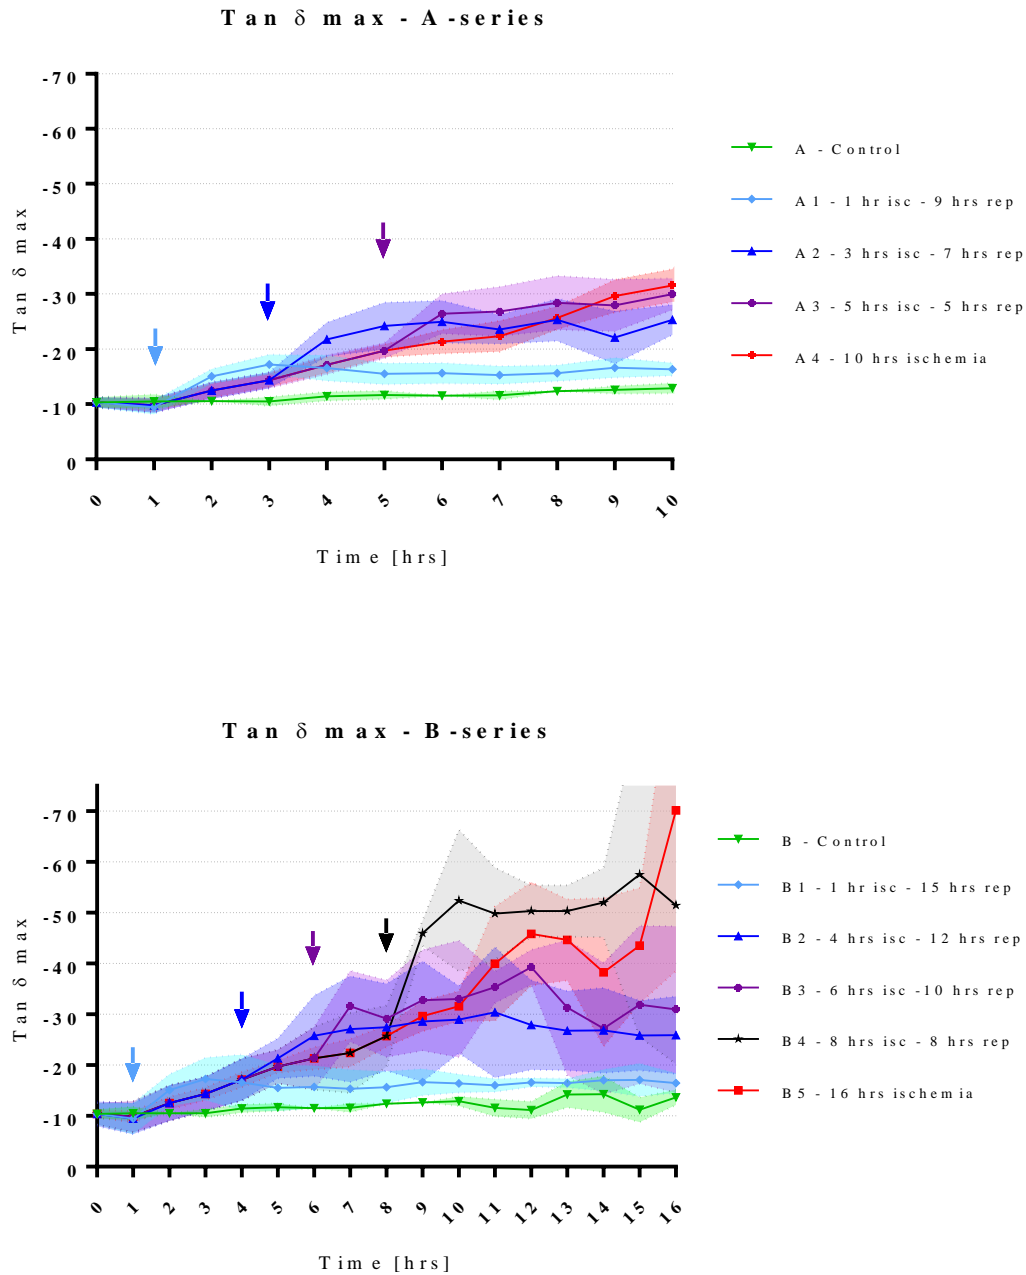 Tan δ max - A-series
-70
-60
-50
-40
-30
-20
-10
0
Tan δ max
0 1 2 3 4 5 6 7 8 9 10
Time [hrs]
A - Control
A1 - 1 hr isc - 9 hrs rep
A2 - 3 hrs isc - 7 hrs rep
A3 - 5 hrs isc - 5 hrs rep
A4 - 10 hrs ischemia
Tan δ max - B-series
-70
-60
-50
-40
-30
-20
-10
0
Tan δ max
0 1 2 3 4 5 6 7 8 9 10 11 12 13 14 15 16
Time [hrs]
B - Control
B1 - 1 hr isc - 15 hrs rep
B2 - 4 hrs isc - 12 hrs rep
B3 - 6 hrs isc -10 hrs rep
B4 - 8 hrs isc - 8 hrs rep
B5 - 16 hrs ischemia